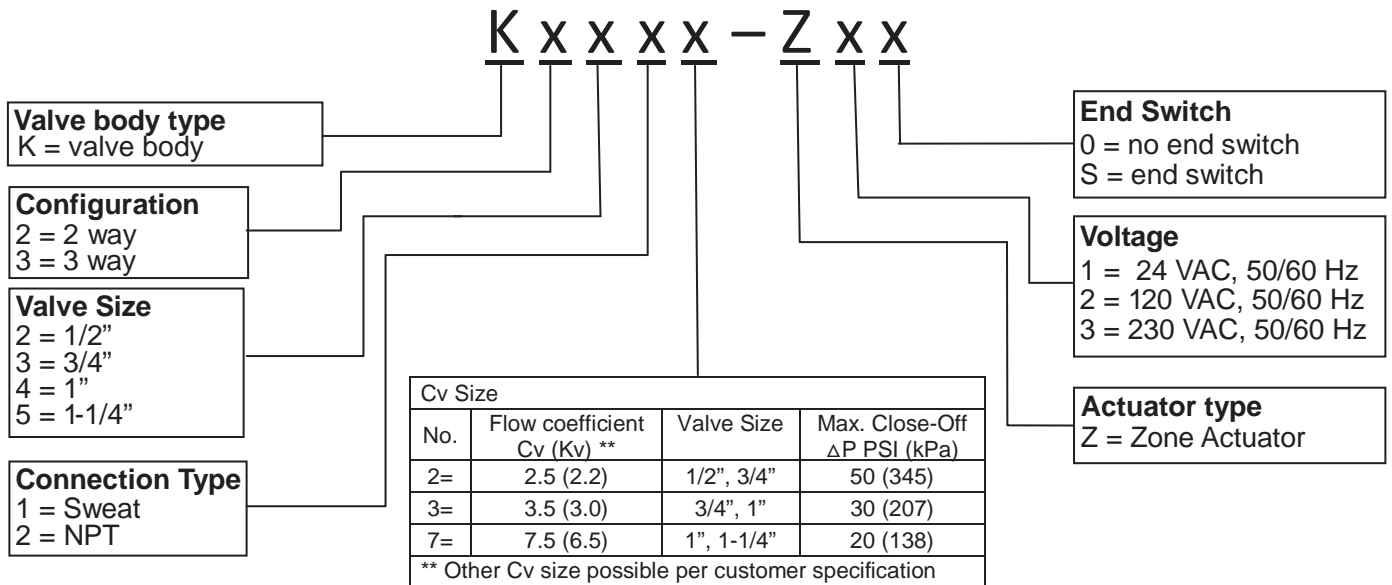 K x x x x – Z x x
Valve body type
K = valve body
Configuration
2 = 2 way
3 = 3 way
Valve Size
2 = 1/2”
3 = 3/4”
4 = 1”
5 = 1-1/4”
Connection Type
1 = Sweat
2 = NPT
Cv Size
No. Flow coefficient Cv (Kv) ** Valve Size Max. Close-Off △P PSI (kPa)
2= 2.5 (2.2) 1/2”, 3/4” 50 (345)
3= 3.5 (3.0) 3/4”, 1” 30 (207)
7= 7.5 (6.5) 1”, 1-1/4” 20 (138)
** Other Cv size possible per customer specification
End Switch
0 = no end switch
S = end switch
Voltage
1 = 24 VAC, 50/60 Hz
2 = 120 VAC, 50/60 Hz
3 = 230 VAC, 50/60 Hz
Actuator type
Z = Zone Actuator